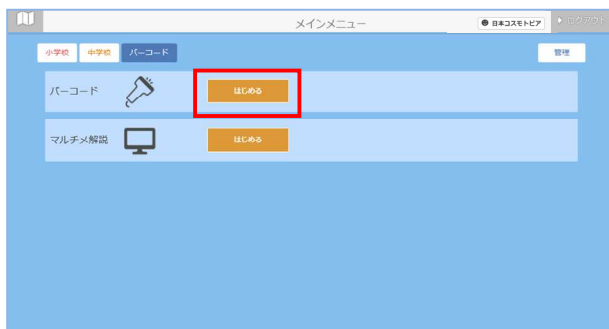 メインメニュー
日本コスモトピア
ログアウト
小学校 中学校 バーコード 管理
バーコード はじめる
マルチメ解説 はじめる